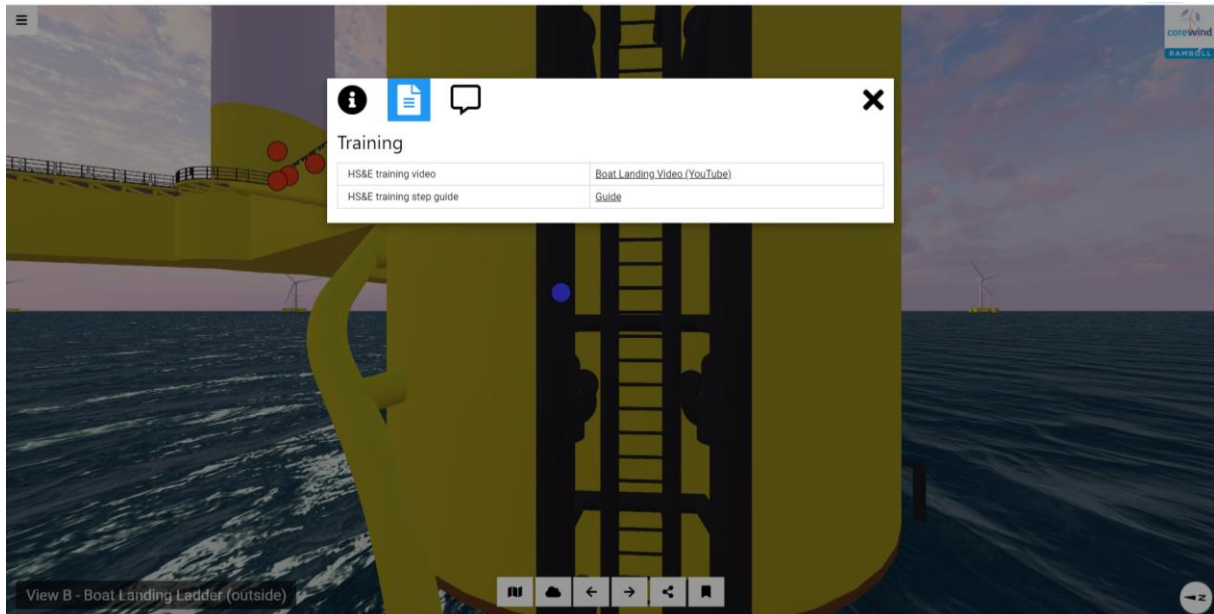 corewind
RAMBOLL
Training
HS&E training video Boat Landing Video (YouTube)
HS&E training step guide Guide
View B - Boat Landing Ladder (outside)
Z